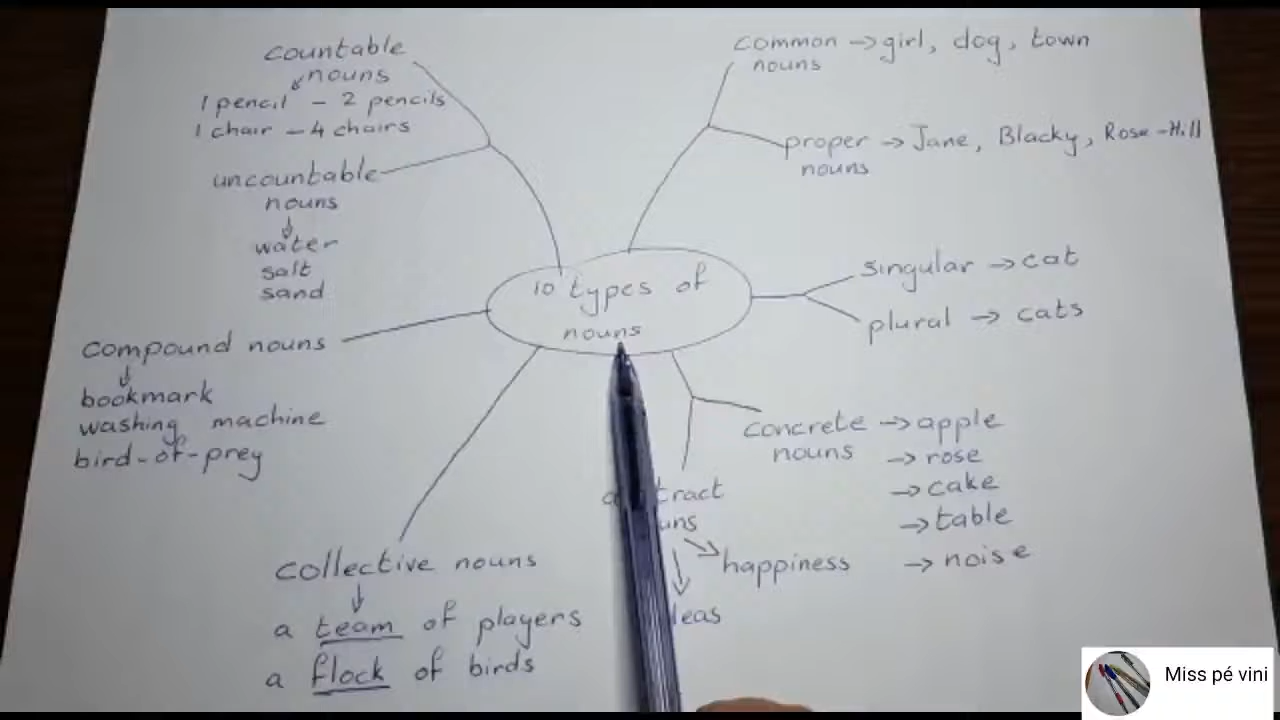 10 types of
nouns
common → girl, dog, town
nouns
proper → Jane, Blacky, Rose-Hill
nouns
singular → cat
plural → cats
concrete → apple
nouns → rose
→ cake
→ table
→ noise
happiness
collective nouns
a team of players
a flock of birds
compound nouns
bookmark
washing machine
bird-of-prey
countable
nouns
1 pencil - 2 pencils
1 chair - 4 chairs
uncountable
nouns
water
salt
sand
Miss pé vini